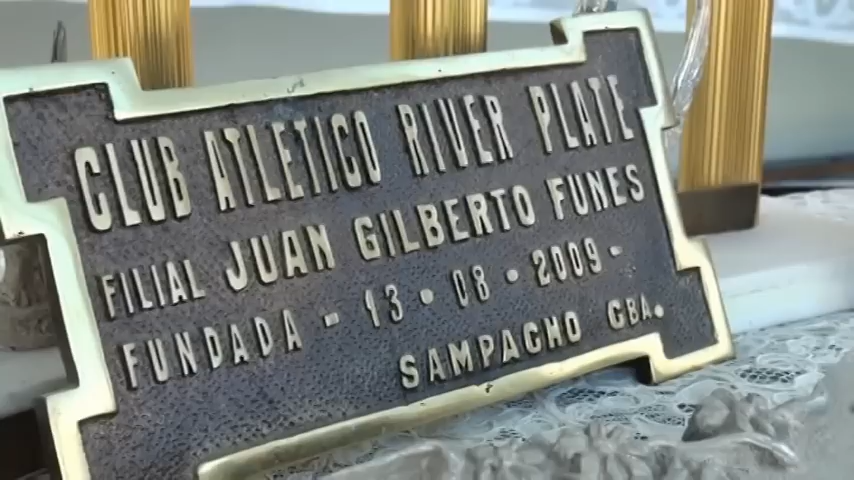 CLUB ATLETICO RIVER PLATE
FILIAL JUAN GILBERTO FUNES
FUNDADA - 13 • 08 • 2009 -
SAMPACHO CBA.